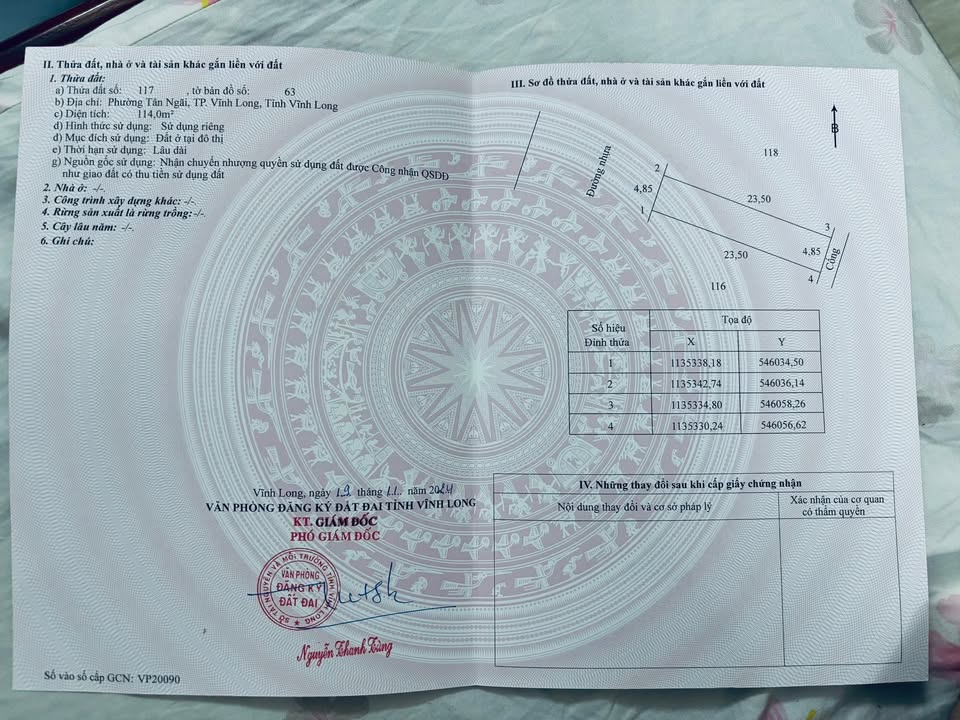 II. Thửa đất, nhà ở và tài sản khác gắn liền với đất
1. Thửa đất:
a) Thửa đất số: 117 , tờ bản đồ số: 63
b) Địa chỉ: Phường Tân Ngãi, TP. Vĩnh Long, Tỉnh Vĩnh Long
c) Diện tích: 114,0m²
d) Hình thức sử dụng: Sử dụng riêng
đ) Mục đích sử dụng: Đất ở tại đô thị
e) Thời hạn sử dụng: Lâu dài
g) Nguồn gốc sử dụng: Nhận chuyển nhượng quyền sử dụng đất được Công nhận QSDĐ
như giao đất có thu tiền sử dụng đất
2. Nhà ở: -/-.
3. Công trình xây dựng khác: -/-.
4. Rừng sản xuất là rừng trồng:-/-.
5. Cây lâu năm: -/-.
6. Ghi chú:
Vĩnh Long, ngày 19 tháng 11.. năm 2024
VĂN PHÒNG ĐĂNG KÝ ĐẤT ĐAI TỈNH VĨNH LONG
KT. GIÁM ĐỐC
PHÓ GIÁM ĐỐC
SỞ TÀI NGUYÊN VÀ MÔI TRƯỜNG TỈNH VĨNH LONG
VĂN PHÒNG
ĐĂNG KÝ
ĐẤT ĐAI
Nguyễn Thanh Tùng
Số vào sổ cấp GCN: VP20090
III. Sơ đồ thửa đất, nhà ở và tài sản khác gắn liền với đất
B
118
Đường nhựa
2
4,85
23,50
1
3
23,50
4,85
Cống
4
116
Số hiệu Đỉnh thửa
Tọa độ
X Y
1 1135338,18 546034,50
2 1135342,74 546036,14
3 1135334,80 546058,26
4 1135330,24 546056,62
IV. Những thay đổi sau khi cấp giấy chứng nhận
Nội dung thay đổi và cơ sở pháp lý
Xác nhận của cơ quan
có thẩm quyền